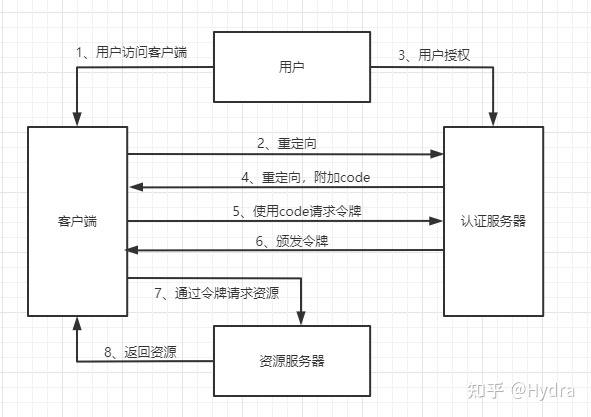 1、用户访问客户端
用户
3、用户授权
2、重定向
4、重定向，附加code
5、使用code请求令牌
客户端
认证服务器
6、颁发令牌
7、通过令牌请求资源
8、返回资源
资源服务器
知乎 @Hydra